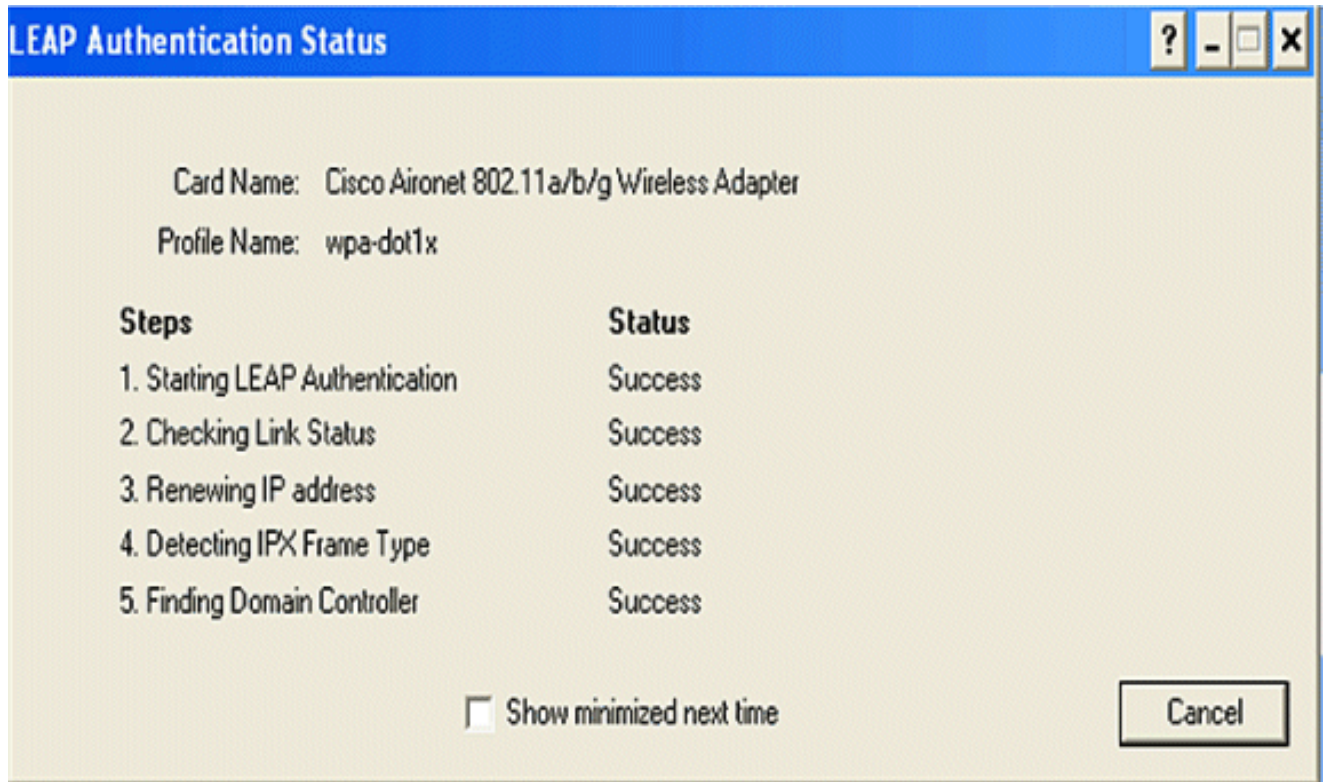 LEAP Authentication Status
Card Name: Cisco Aironet 802.11a/b/g Wireless Adapter
Profile Name: wpa-dot1x
Steps Status
1. Starting LEAP Authentication Success
2. Checking Link Status Success
3. Renewing IP address Success
4. Detecting IPX Frame Type Success
5. Finding Domain Controller Success
Show minimized next time
Cancel